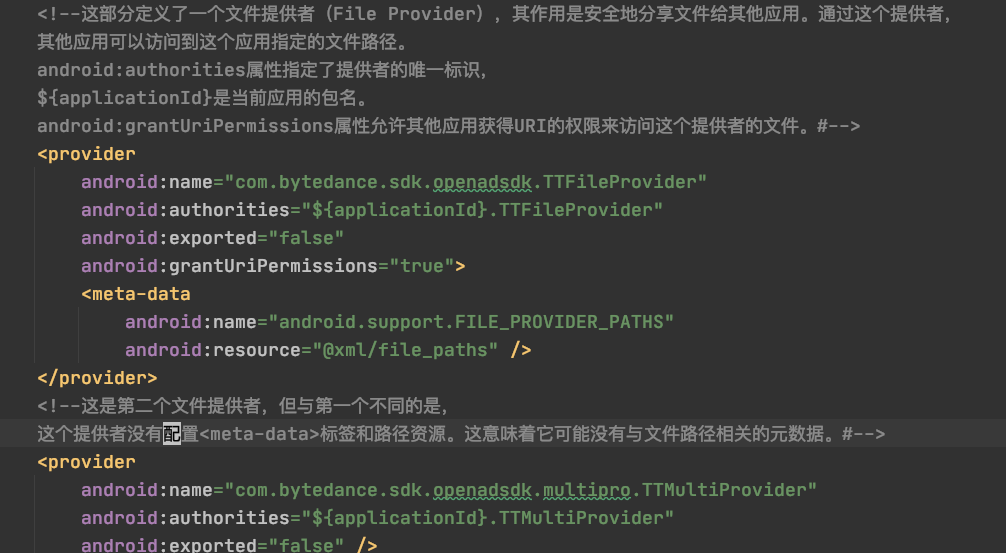 <!--这部分定义了一个文件提供者（File Provider），其作用是安全地分享文件给其他应用。通过这个提供者，
其他应用可以访问到这个应用指定的文件路径。
android:authorities属性指定了提供者的唯一标识，
${applicationId}是当前应用的包名。
android:grantUriPermissions属性允许其他应用获得URI的权限来访问这个提供者的文件。#-->
<provider
android:name="com.bytedance.sdk.openadsdk.TTFileProvider"
android:authorities="${applicationId}.TTFileProvider"
android:exported="false"
android:grantUriPermissions="true">
<meta-data
android:name="android.support.FILE_PROVIDER_PATHS"
android:resource="@xml/file_paths" />
</provider>
<!--这是第二个文件提供者，但与第一个不同的是，
这个提供者没有配置<meta-data>标签和路径资源。这意味着它可能没有与文件路径相关的元数据。#-->
<provider
android:name="com.bytedance.sdk.openadsdk.multipro.TTMultiProvider"
android:authorities="${applicationId}.TTMultiProvider"
android:exported="false" />